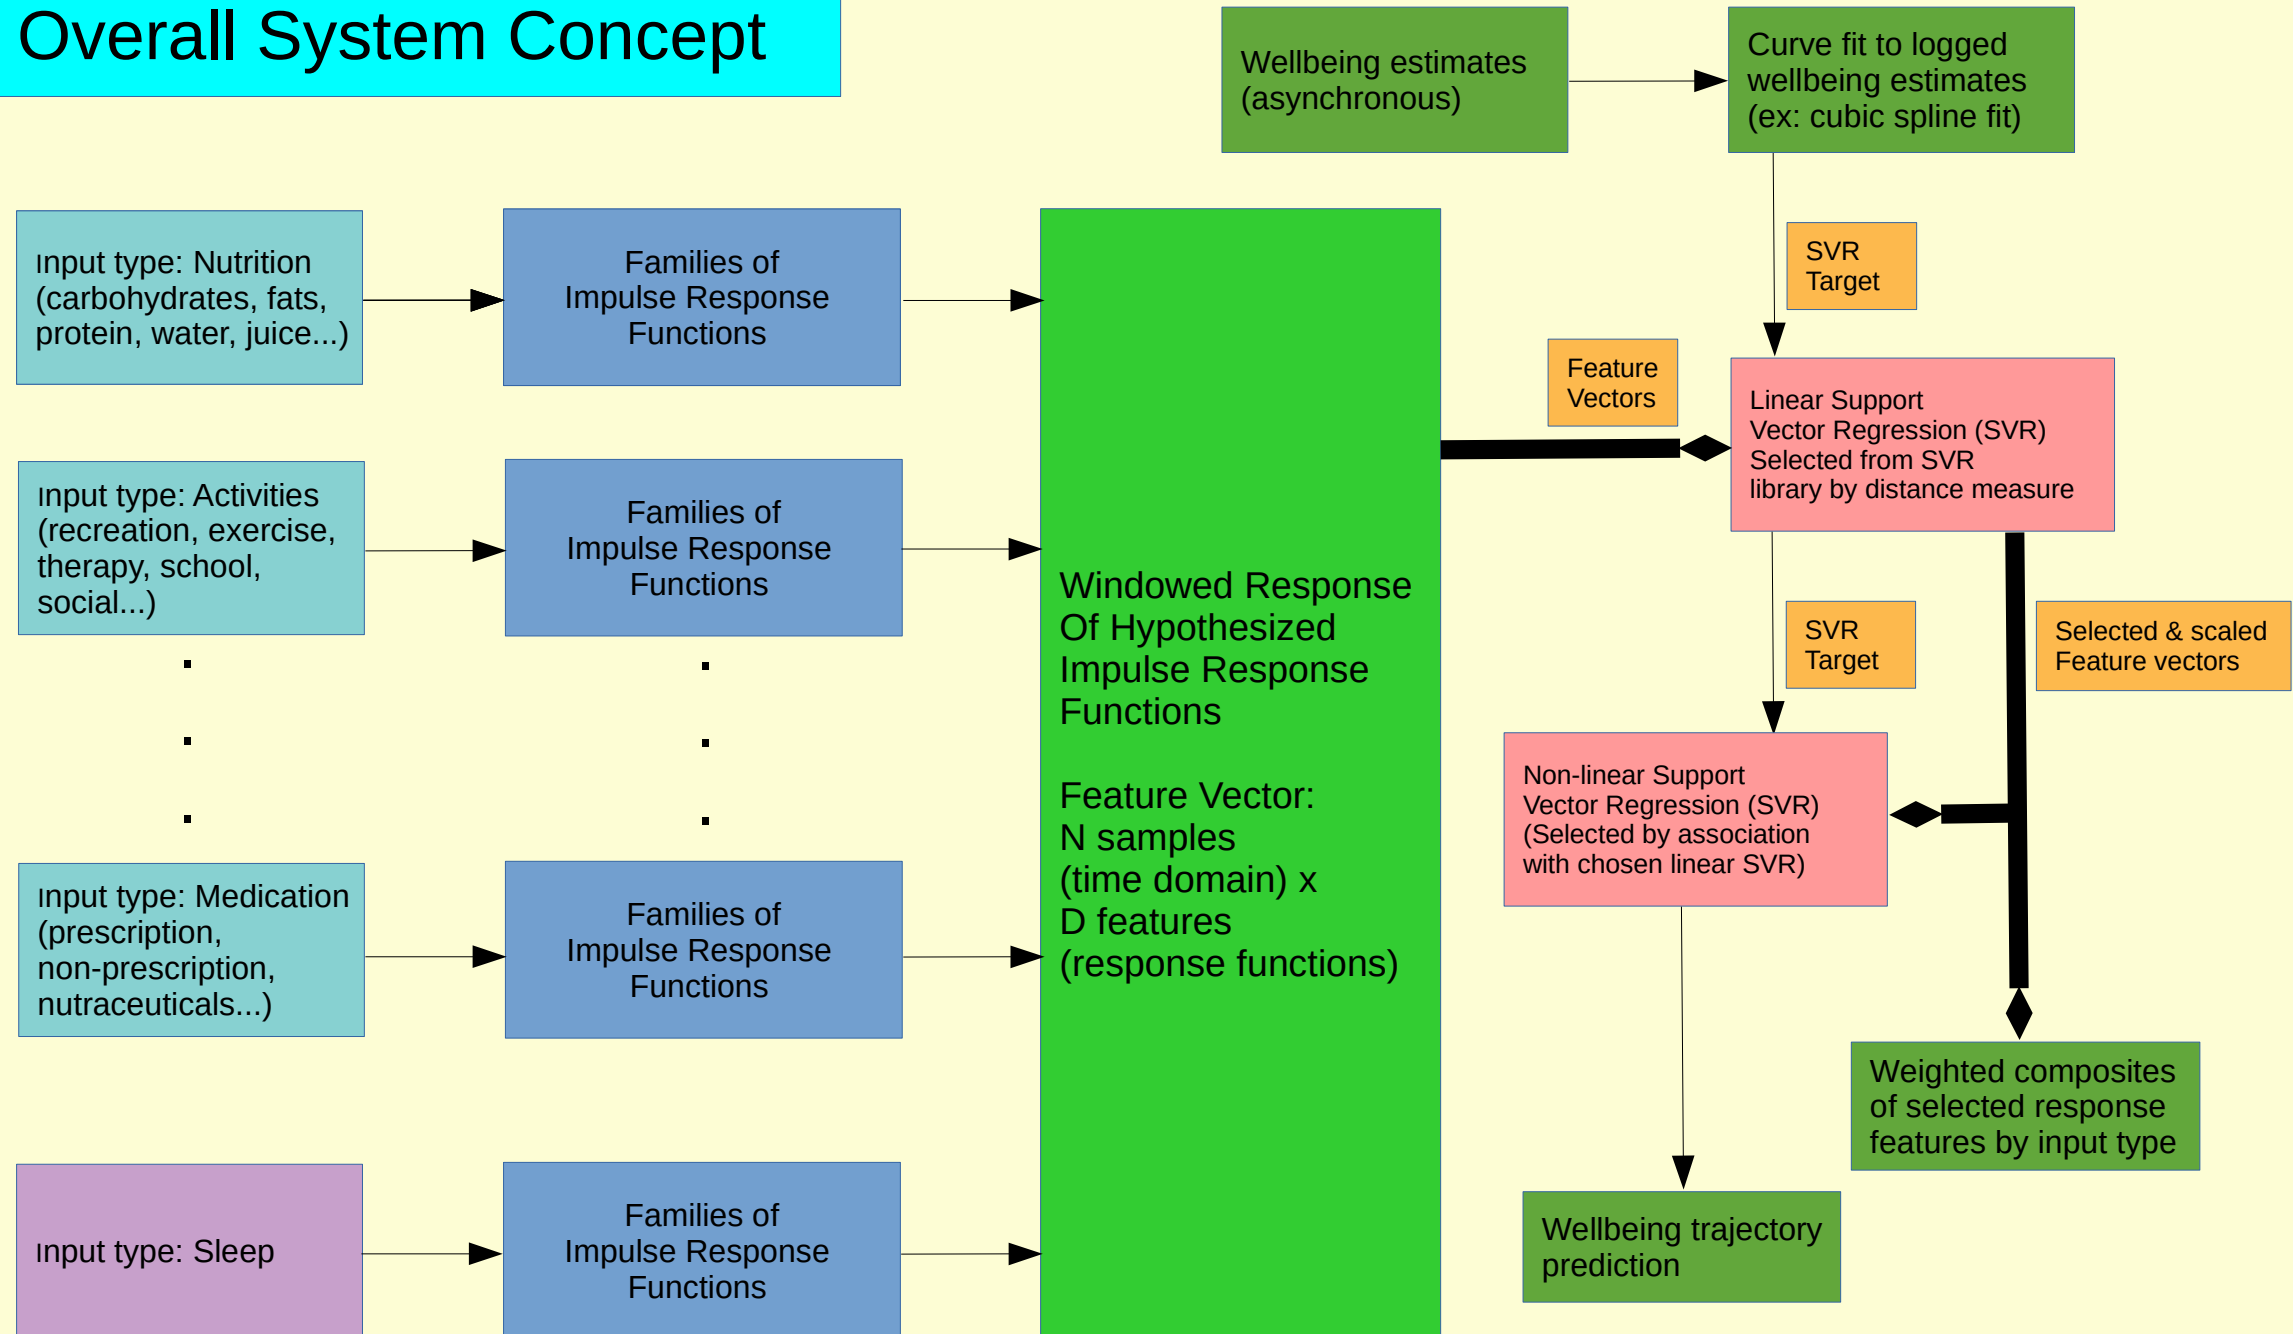 Overall System Concept
Wellbeing estimates
(asynchronous)
Curve fit to logged
wellbeing estimates
(ex: cubic spline fit)
Input type: Nutrition
(carbohydrates, fats,
protein, water, juice...)
Families of
Impulse Response
Functions
SVR
Target
Feature
Vectors
Linear Support
Vector Regression (SVR)
Selected from SVR
library by distance measure
Input type: Activities
(recreation, exercise,
therapy, school,
social...)
Families of
Impulse Response
Functions
Windowed Response
Of Hypothesized
Impulse Response
Functions
Feature Vector:
N samples
(time domain) x
D features
(response functions)
SVR
Target
Selected & scaled
Feature vectors
Non-linear Support
Vector Regression (SVR)
(Selected by association
with chosen linear SVR)
Input type: Medication
(prescription,
non-prescription,
nutraceuticals...)
Families of
Impulse Response
Functions
Weighted composites
of selected response
features by input type
Input type: Sleep
Families of
Impulse Response
Functions
Wellbeing trajectory
prediction